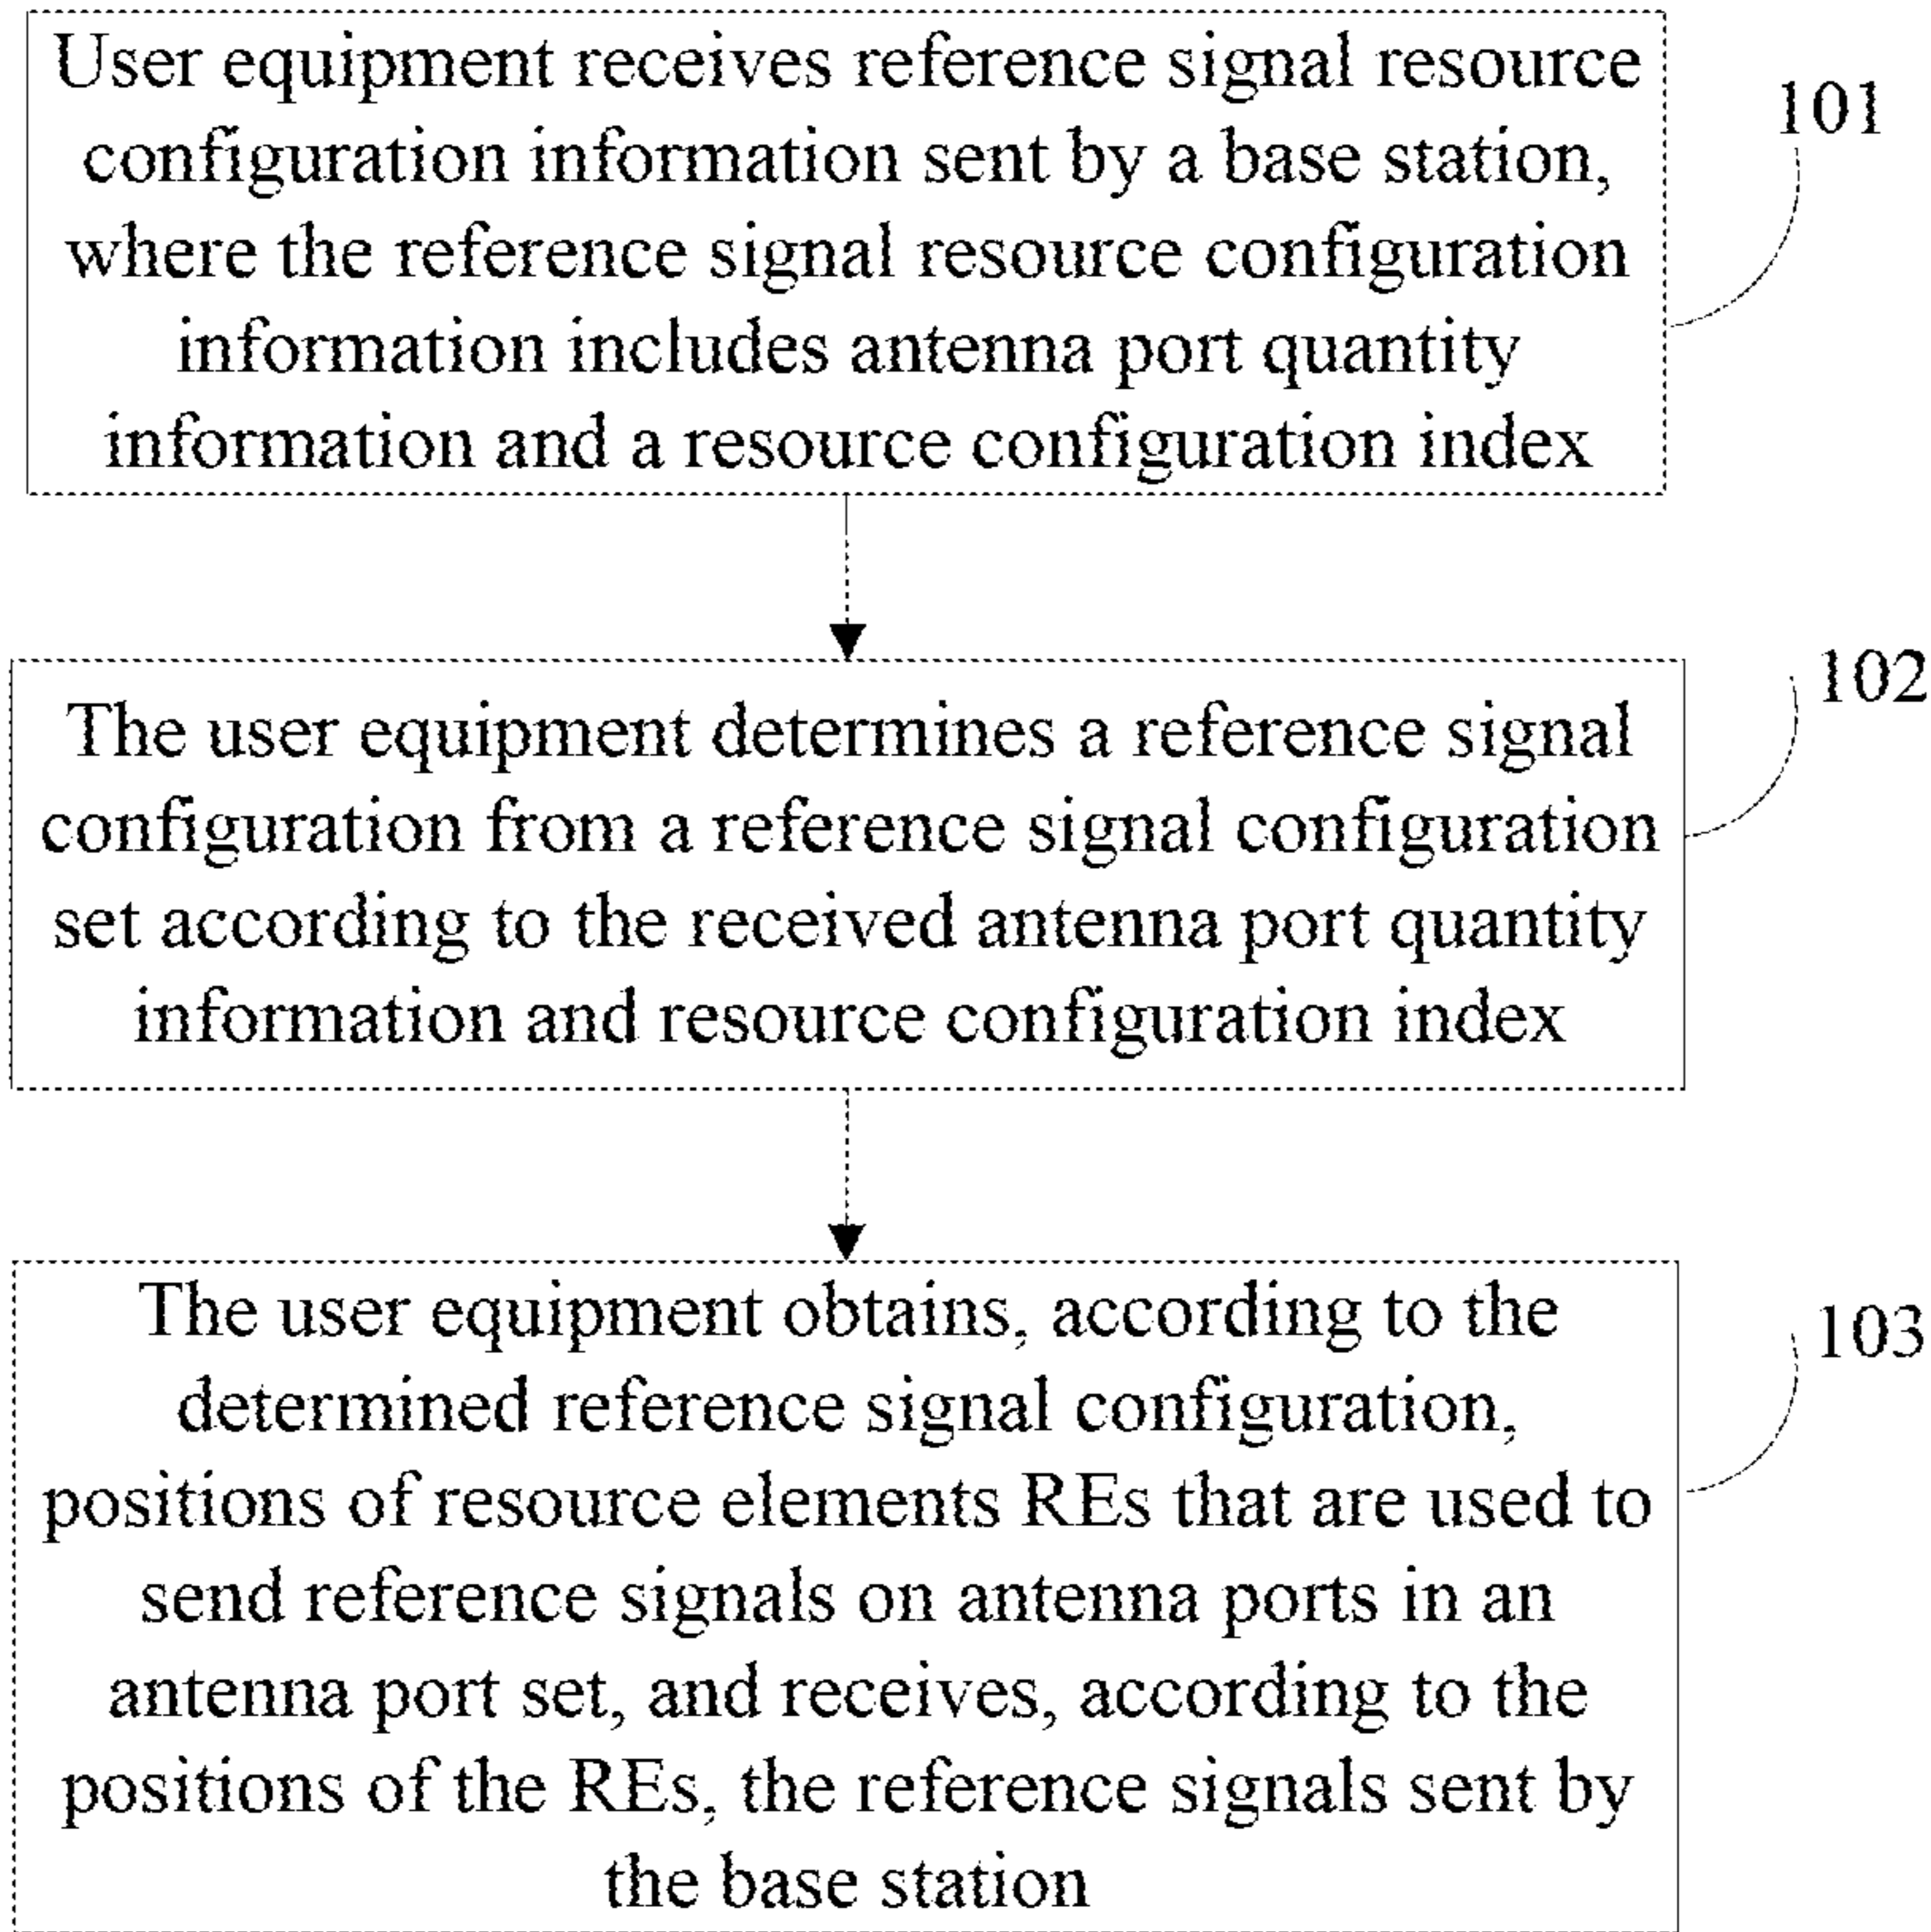 User equipment receives reference signal resource
configuration information sent by a base station,
where the reference signal resource configuration
information includes antenna port quantity
information and a resource configuration index
101
The user equipment determines a reference signal
configuration from a reference signal configuration
set according to the received antenna port quantity
information and resource configuration index
102
The user equipment obtains, according to the
determined reference signal configuration,
positions of resource elements REs that are used to
send reference signals on antenna ports in an
antenna port set, and receives, according to the
positions of the REs, the reference signals sent by
the base station
103